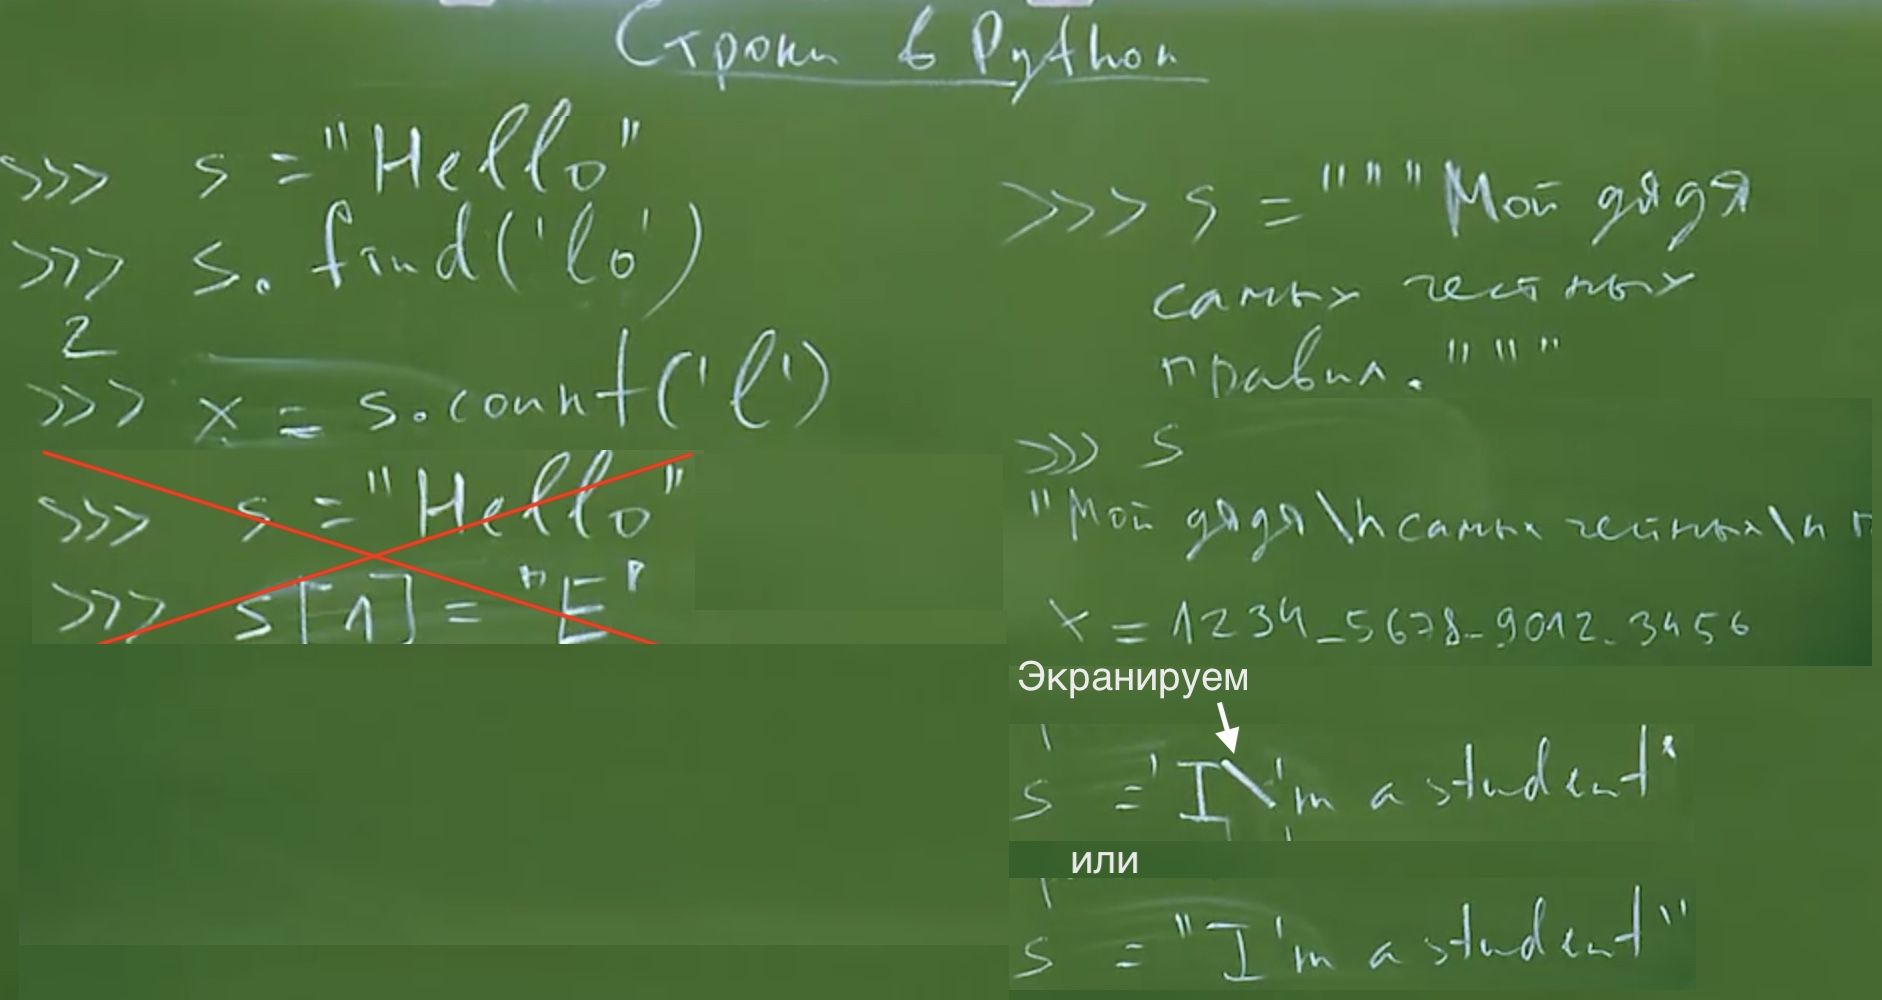 Строки в Python
>>> s = "Hello"
>>> s.find('lo')
2
>>> x = s.count('l')
>>> s = "Hello"
>>> s[1] = "E"
>>> s = """Мой дядя
самых честных
правил."""
>>> s
"Мой дядя\nсамых честных\n п
x = 1234_5678_9012_3456
Экранируем
s = 'I\'m a student'
или
s = "I'm a student"